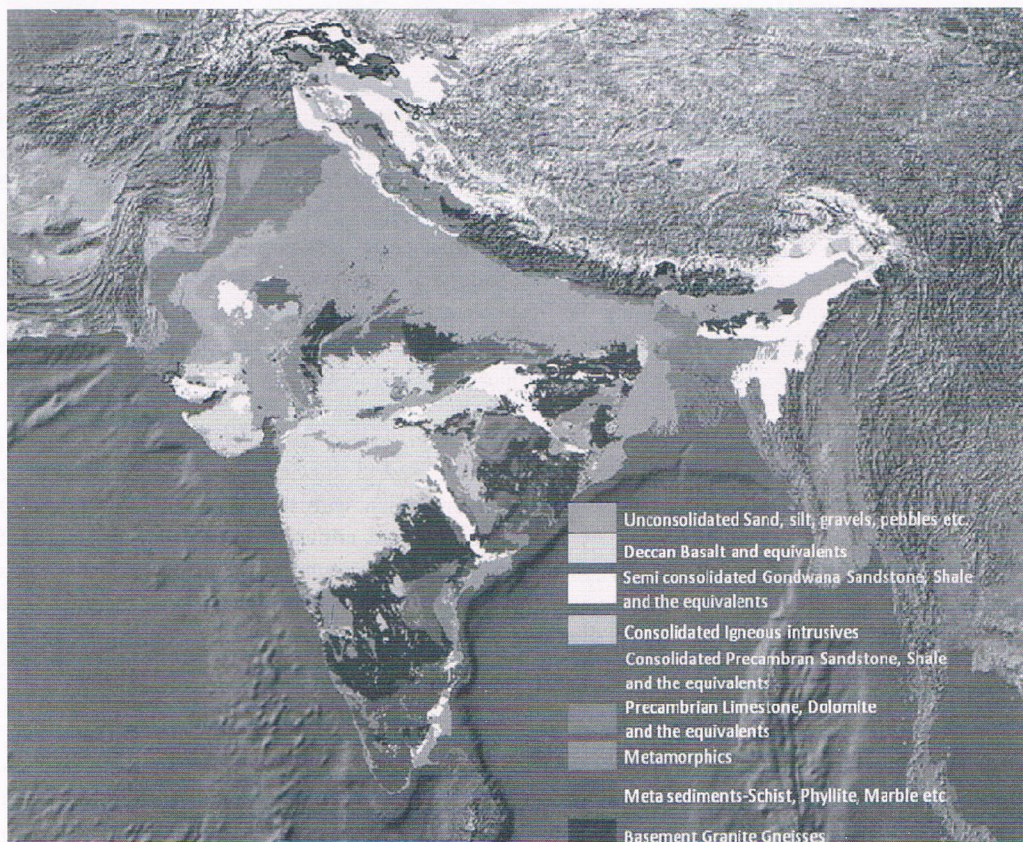 Unconsolidated Sand, silt, gravels, pebbles etc.
Deccan Basalt and equivalents
Semi consolidated Gondwana Sandstone, Shale
and the equivalents
Consolidated Igneous intrusives
Consolidated Precambran Sandstone, Shale
and the equivalents
Precambrian Limestone, Dolomite
and the equivalents
Metamorphics
Meta sediments-Schist, Phyllite, Marble etc
Basement Granite Gneisses